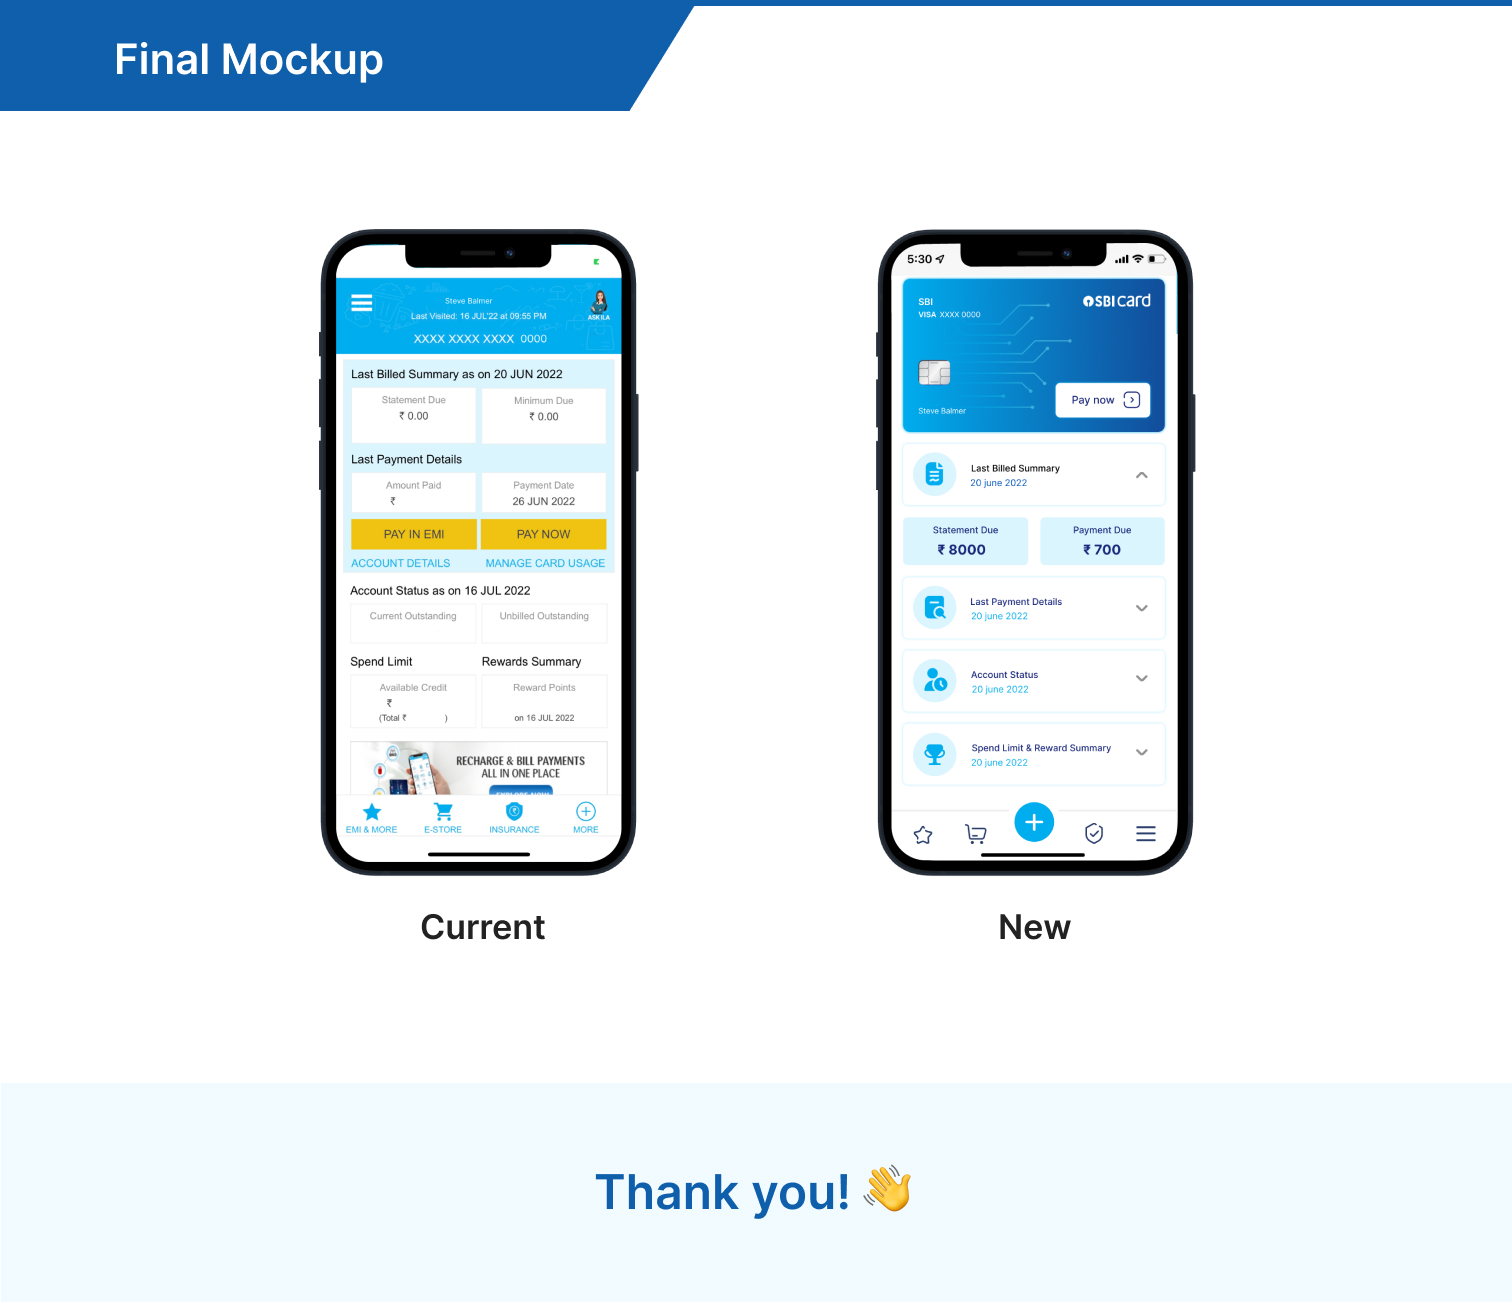 Final Mockup
Steve Balmer
Last Visited: 16 JUL'22 at 09:55 PM
ASK ILA
XXXX XXXX XXXX 0000
Last Billed Summary as on 20 JUN 2022
Statement Due
₹ 0.00
Minimum Due
₹ 0.00
Last Payment Details
Amount Paid
₹
Payment Date
26 JUN 2022
PAY IN EMI
PAY NOW
ACCOUNT DETAILS
MANAGE CARD USAGE
Account Status as on 16 JUL 2022
Current Outstanding
Unbilled Outstanding
Spend Limit
Rewards Summary
Available Credit
₹
(Total ₹ )
Reward Points
on 16 JUL 2022
RECHARGE & BILL PAYMENTS
ALL IN ONE PLACE
EXPLORE NOW
EMI & MORE
E-STORE
INSURANCE
MORE
Current
5:30
SBI
VISA XXXX 0000
SBI card
Steve Balmer
Pay now
Last Billed Summary
20 june 2022
Statement Due
₹ 8000
Payment Due
₹ 700
Last Payment Details
20 june 2022
Account Status
20 june 2022
Spend Limit & Reward Summary
20 june 2022
New
Thank you! 👋